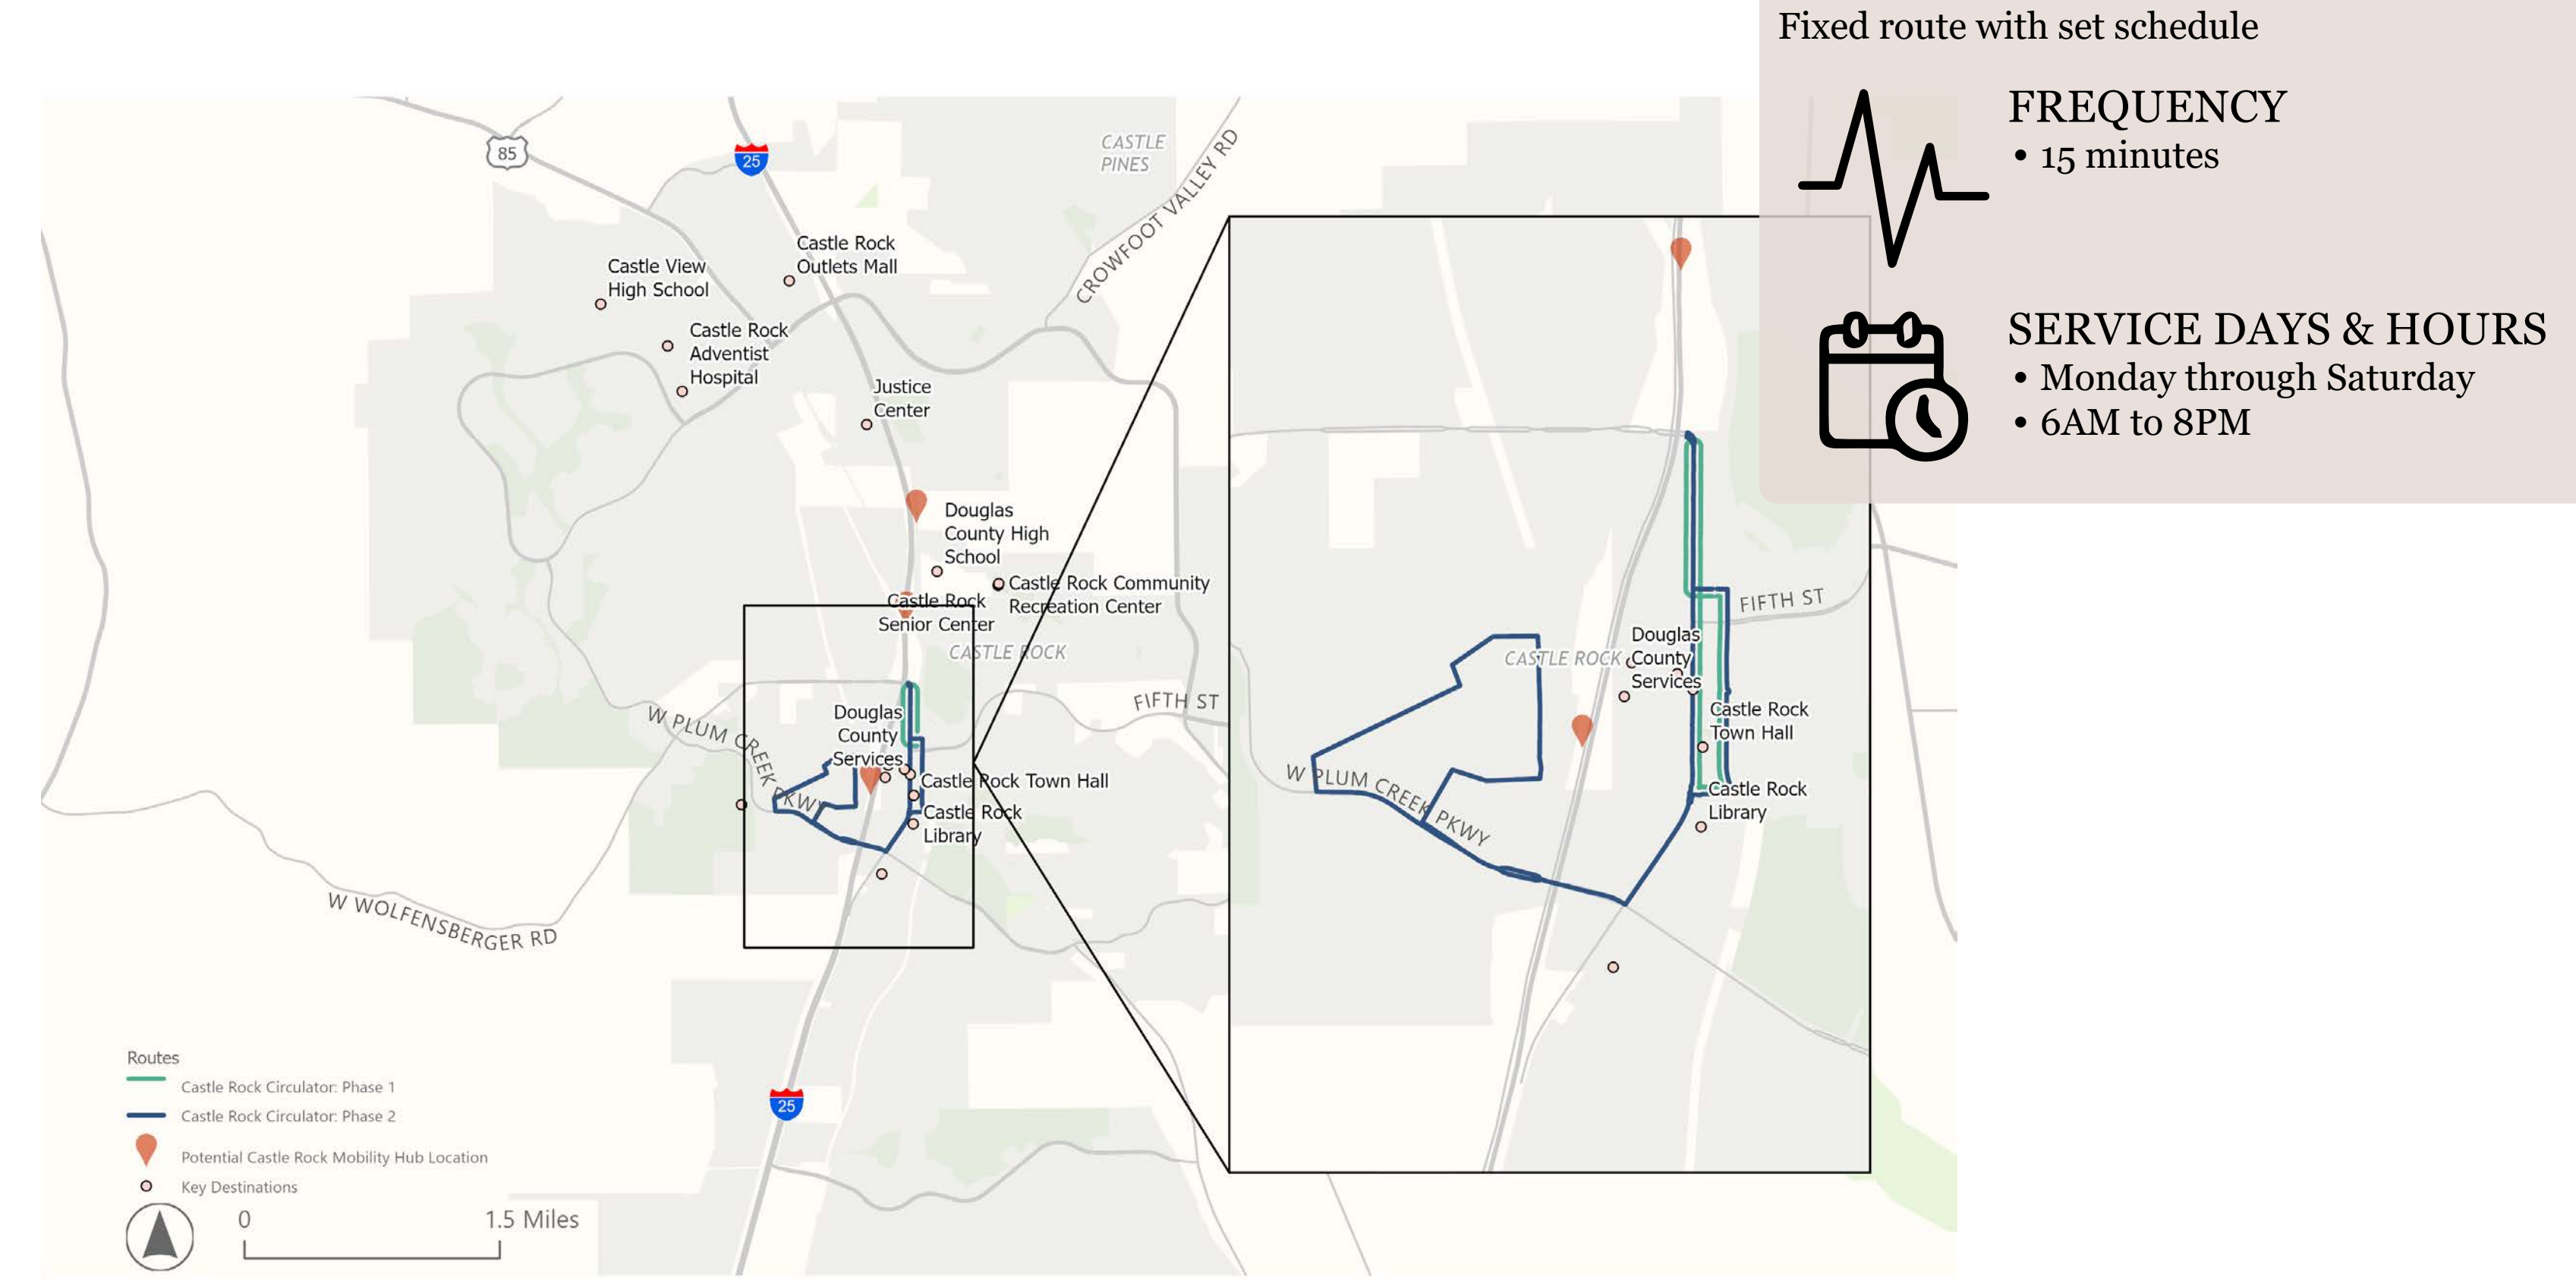 Fixed route with set schedule
FREQUENCY
• 15 minutes
SERVICE DAYS & HOURS
• Monday through Saturday
• 6AM to 8PM
85
25
CASTLE
PINES
CROWFOOT VALLEY RD
Castle Rock
Outlets Mall
Castle View
High School
Castle Rock
Adventist
Hospital
Justice
Center
Douglas
County High
School
Castle Rock Community
Recreation Center
Castle Rock
Senior Center
CASTLE ROCK
FIFTH ST
W PLUM CREEK PKWY
Douglas
County
Services
Castle Rock Town Hall
Castle Rock
Library
W WOLFENSBERGER RD
25
FIFTH ST
Douglas
CASTLE ROCK
County
Services
Castle Rock
Town Hall
W PLUM CREEK PKWY
Castle Rock
Library
Routes
Castle Rock Circulator: Phase 1
Castle Rock Circulator: Phase 2
Potential Castle Rock Mobility Hub Location
Key Destinations
0
1.5 Miles